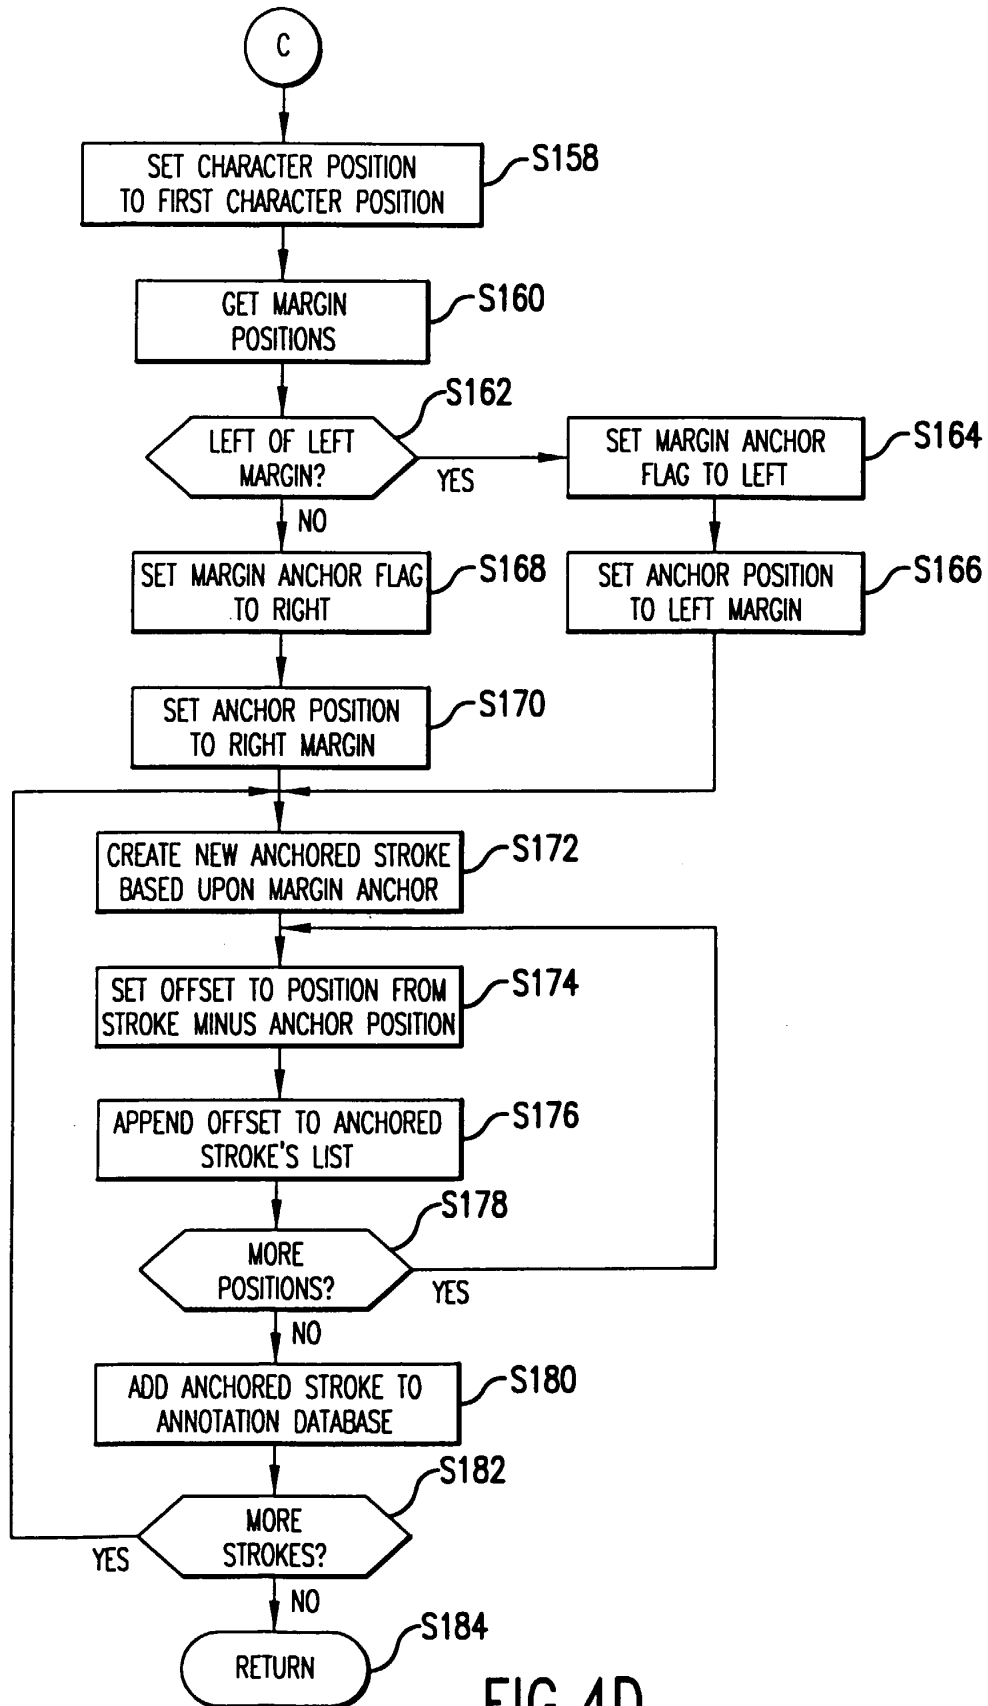 C
SET CHARACTER POSITION
TO FIRST CHARACTER POSITION
S158
GET MARGIN
POSITIONS
S160
LEFT OF LEFT
MARGIN?
S162
YES
NO
SET MARGIN ANCHOR
FLAG TO LEFT
S164
SET MARGIN ANCHOR FLAG
TO RIGHT
S168
SET ANCHOR POSITION
TO LEFT MARGIN
S166
SET ANCHOR POSITION
TO RIGHT MARGIN
S170
CREATE NEW ANCHORED STROKE
BASED UPON MARGIN ANCHOR
S172
SET OFFSET TO POSITION FROM
STROKE MINUS ANCHOR POSITION
S174
APPEND OFFSET TO ANCHORED
STROKE'S LIST
S176
MORE
POSITIONS?
S178
YES
NO
ADD ANCHORED STROKE TO
ANNOTATION DATABASE
S180
MORE
STROKES?
S182
YES
NO
RETURN
S184
FIG.4D